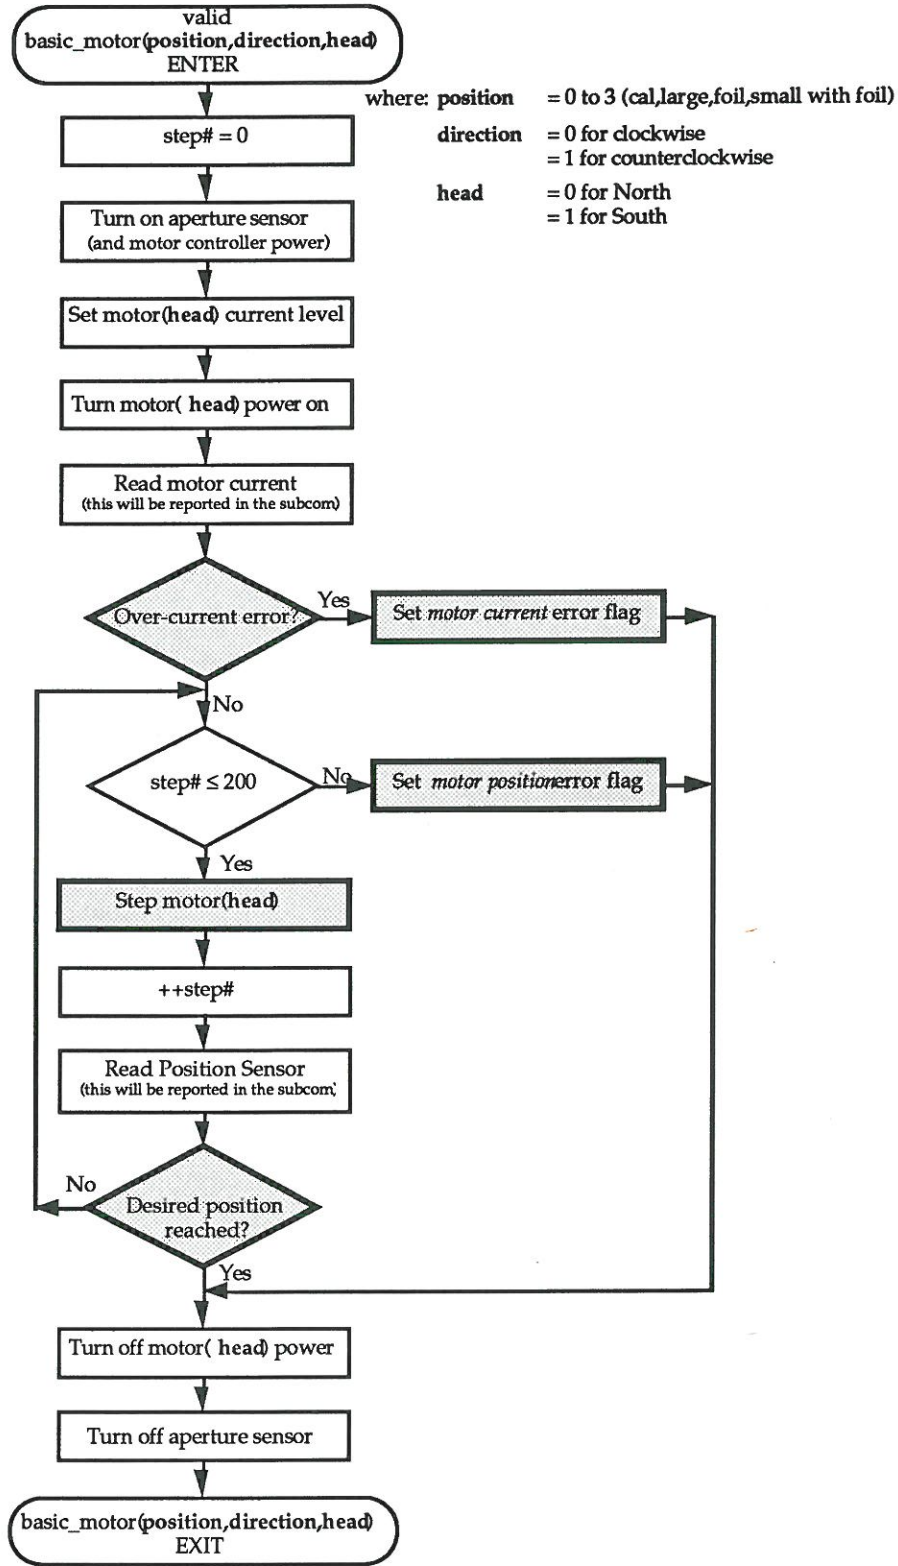 valid
basic_motor(position,direction,head)
ENTER
where: position = 0 to 3 (cal,large,foil,small with foil)
direction = 0 for clockwise
= 1 for counterclockwise
head = 0 for North
= 1 for South
step# = 0
Turn on aperture sensor
(and motor controller power)
Set motor(head) current level
Turn motor( head) power on
Read motor current
(this will be reported in the subcom)
Over-current error?
Yes
Set motor current error flag
No
step# ≤ 200
No
Set motor positionerror flag
Yes
Step motor(head)
++step#
Read Position Sensor
(this will be reported in the subcom)
No
Desired position
reached?
Yes
Turn off motor( head) power
Turn off aperture sensor
basic_motor(position,direction,head)
EXIT